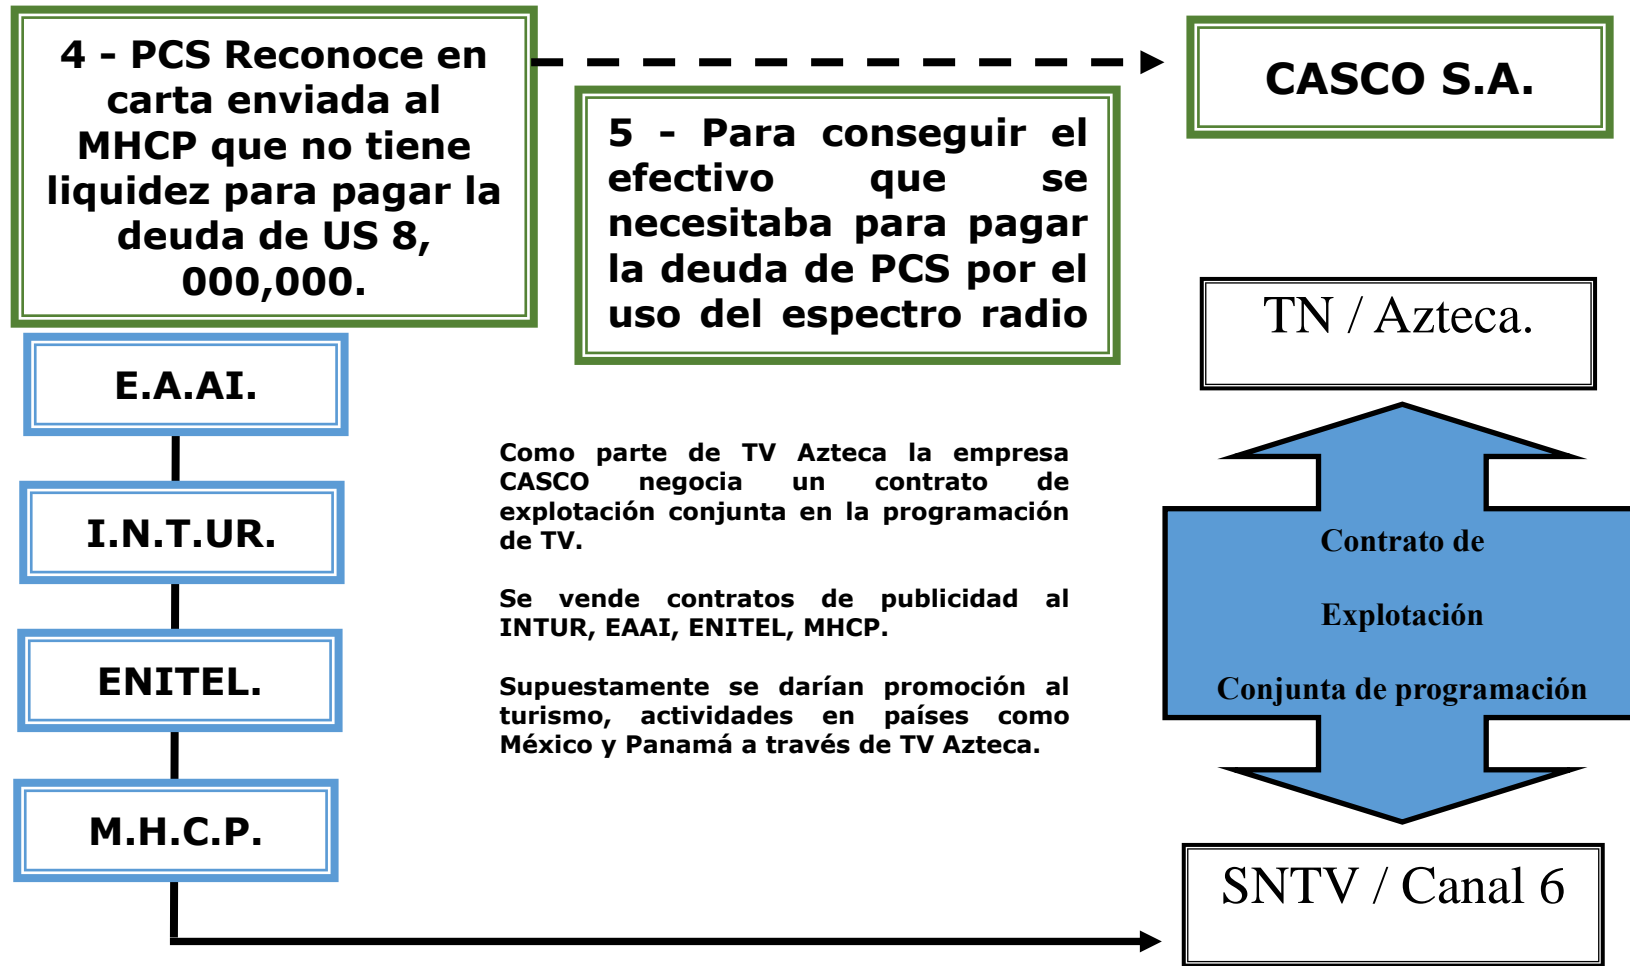 4 - PCS Reconoce en
carta enviada al
MHCP que no tiene
liquidez para pagar la
deuda de US 8,
000,000.
5 - Para conseguir el
efectivo que se
necesitaba para pagar
la deuda de PCS por el
uso del espectro radio
CASCO S.A.
TN / Azteca.
E.A.AI.
I.N.T.UR.
ENITEL.
M.H.C.P.
Como parte de TV Azteca la empresa
CASCO negocia un contrato de
explotación conjunta en la programación
de TV.
Se vende contratos de publicidad al
INTUR, EAAI, ENITEL, MHCP.
Supuestamente se darían promoción al
turismo, actividades en países como
México y Panamá a través de TV Azteca.
Contrato de
Explotación
Conjunta de programación
SNTV / Canal 6